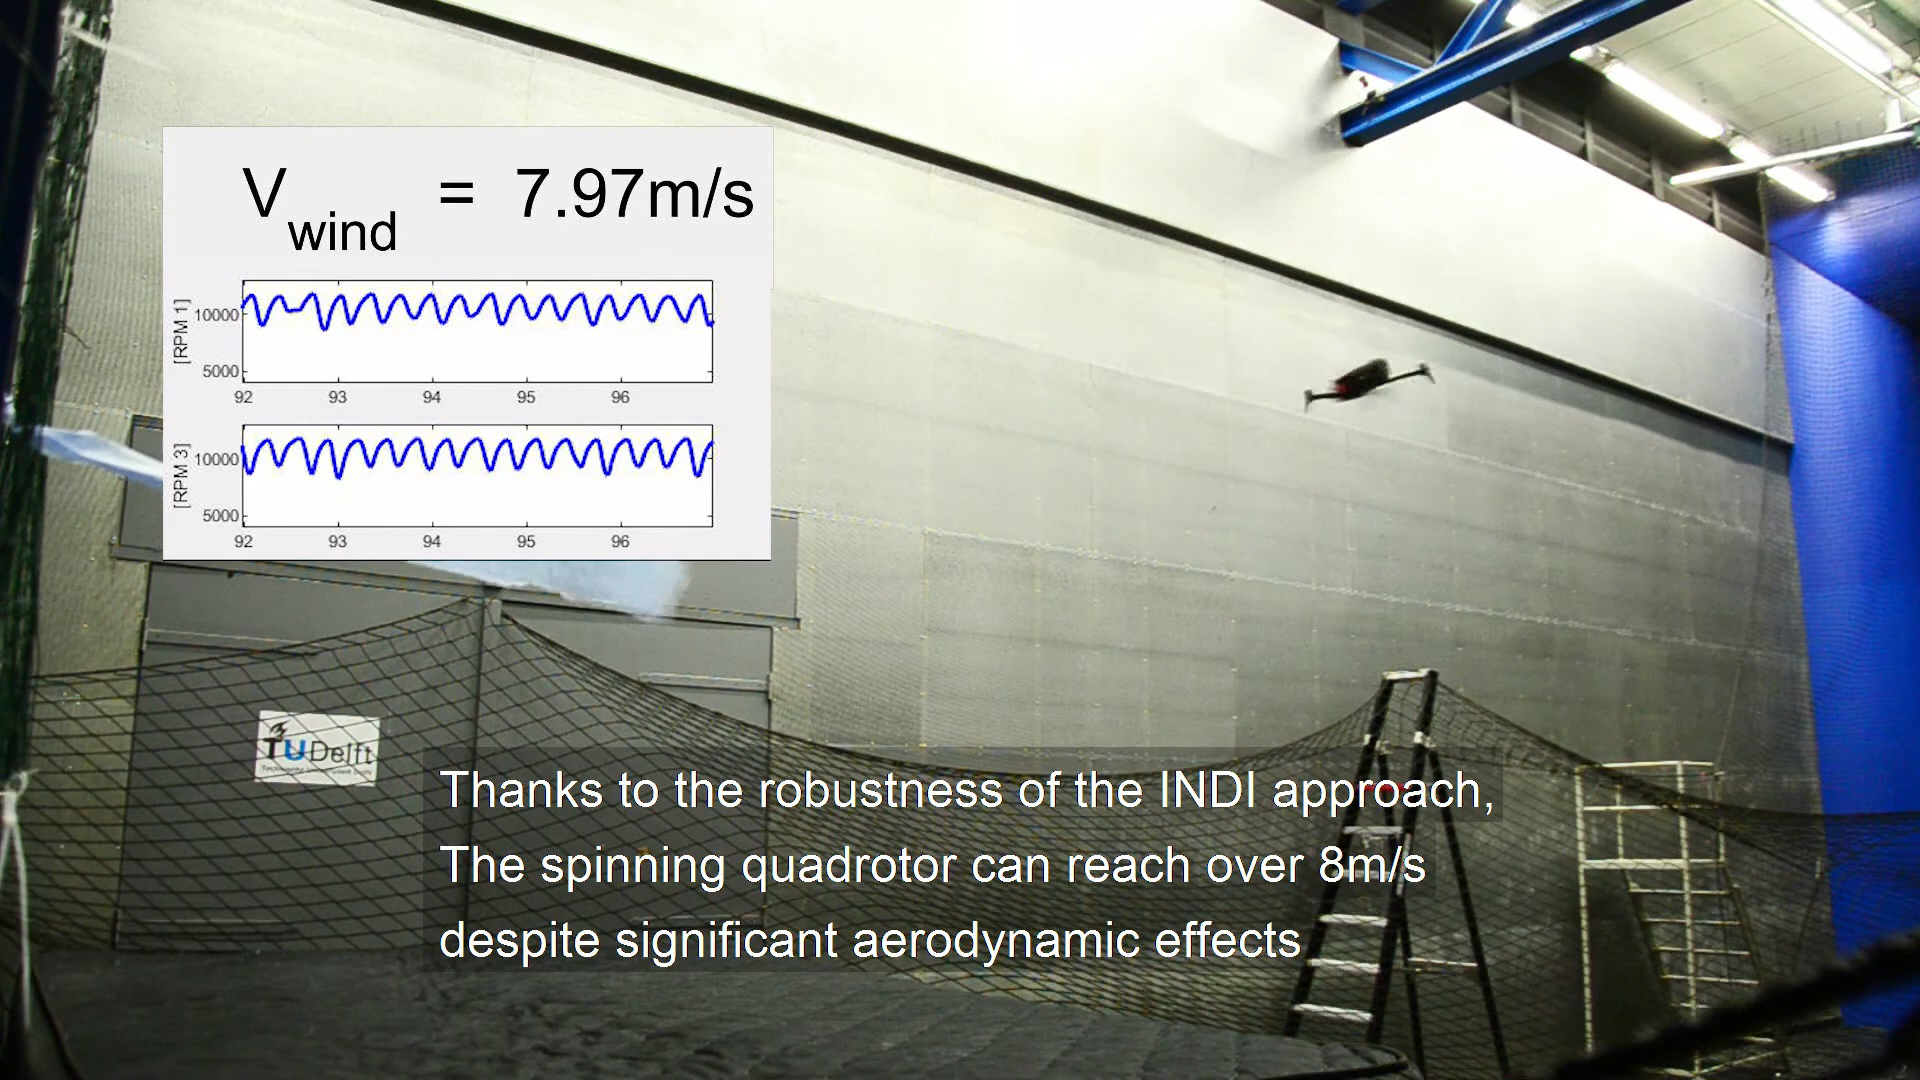 V wind = 7.97m/s
[RPM 1]
10000
5000
92 93 94 95 96
[RPM 3]
10000
5000
92 93 94 95 96
TUDelft
Thanks to the robustness of the INDI approach,
The spinning quadrotor can reach over 8m/s
despite significant aerodynamic effects